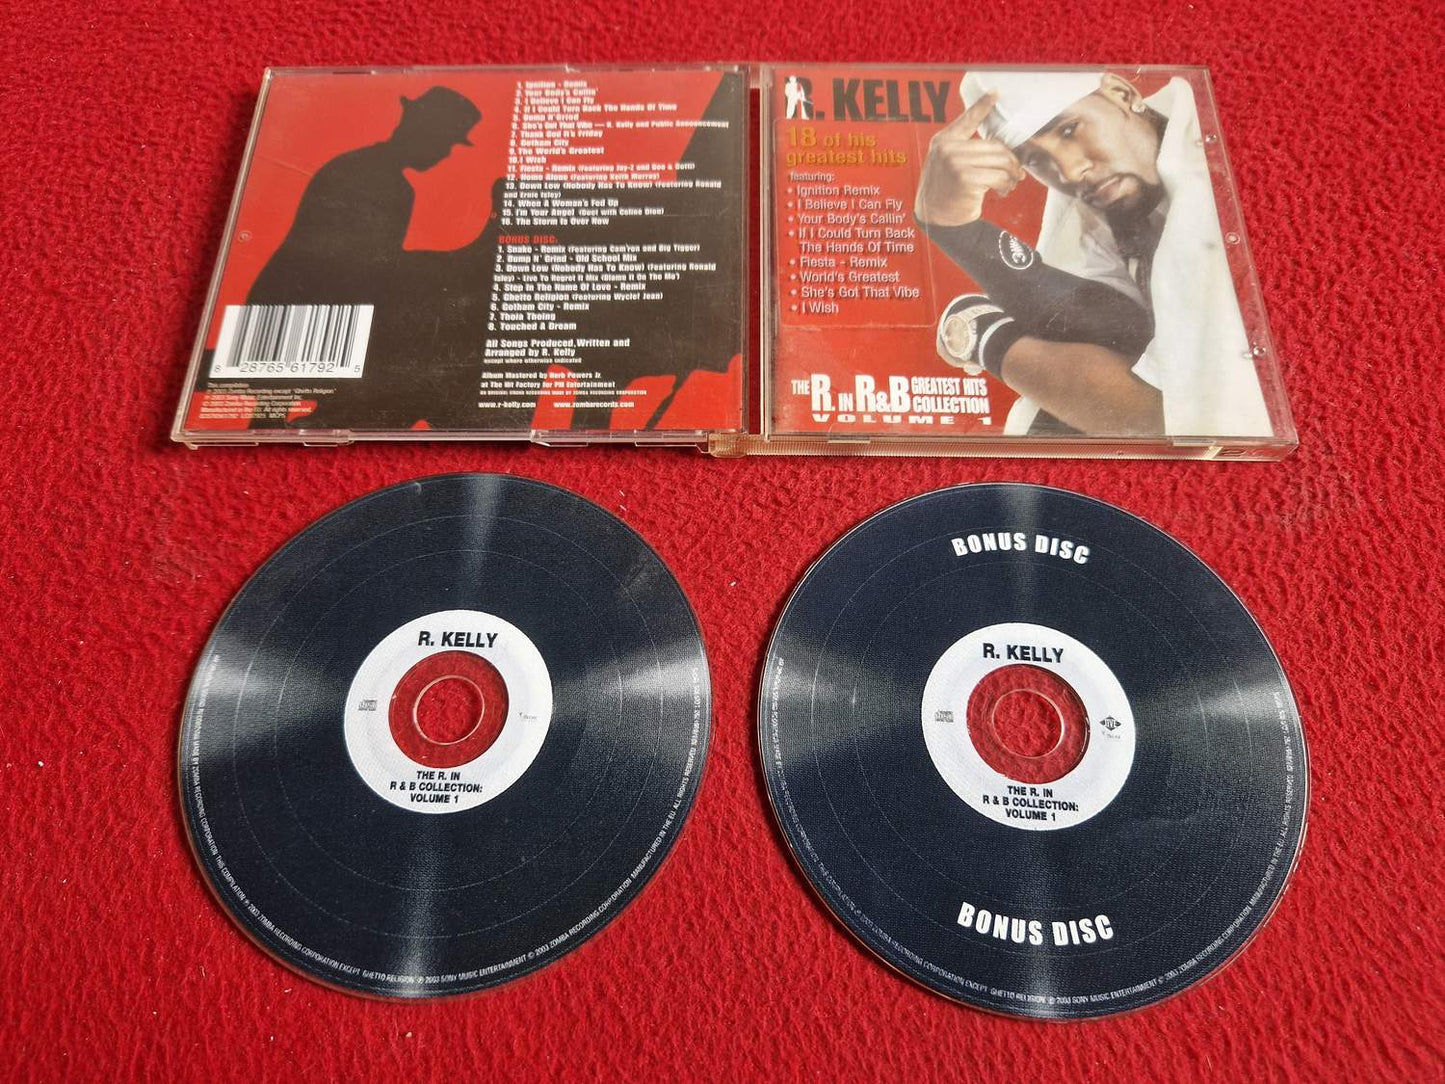 1. Ignition - Remix
2. Your Body's Callin'
3. I Believe I Can Fly
4. If I Could Turn Back The Hands Of Time
5. Bump N' Grind
6. She's Got That Vibe — R. Kelly and Public Announcement
7. Thank God It's Friday
8. Gotham City
9. The World's Greatest
10. I Wish
11. Fiesta - Remix (Featuring Jay-Z and Boo & Gotti)
12. Home Alone (Featuring Keith Murray)
13. Down Low (Nobody Has To Know) (Featuring Ronald
and Ernie Isley)
14. When A Woman's Fed Up
15. I'm Your Angel (Duet with Celine Dion)
16. The Storm Is Over Now
BONUS DISC:
1. Snake - Remix (Featuring Cam'ron and Big Tigger)
2. Bump N' Grind - Old School Mix
3. Down Low (Nobody Has To Know) (Featuring Ronald
Isley) - Live To Regret It Mix (Blame It On The Mo')
4. Step In The Name Of Love - Remix
5. Ghetto Religion (Featuring Wyclef Jean)
6. Gotham City - Remix
7. Thoia Thoing
8. Touched A Dream
All Songs Produced, Written and
Arranged by R. Kelly
except where otherwise indicated
Album Mastered by Herb Powers Jr.
at The Hit Factory for PM Entertainment
www.r-kelly.com www.zombarecords.com
8 28765 61792 5
This compilation
R. KELLY
18 of his
greatest hits
featuring:
• Ignition Remix
• I Believe I Can Fly
• Your Body's Callin'
• If I Could Turn Back
The Hands Of Time
• Fiesta - Remix
• World's Greatest
• She's Got That Vibe
• I Wish
THE R. IN R&B GREATEST HITS
COLLECTION
VOLUME 1
R. KELLY
THE R. IN
R & B COLLECTION:
VOLUME 1
BONUS DISC
R. KELLY
JIVE
THE R. IN
R & B COLLECTION:
VOLUME 1
BONUS DISC